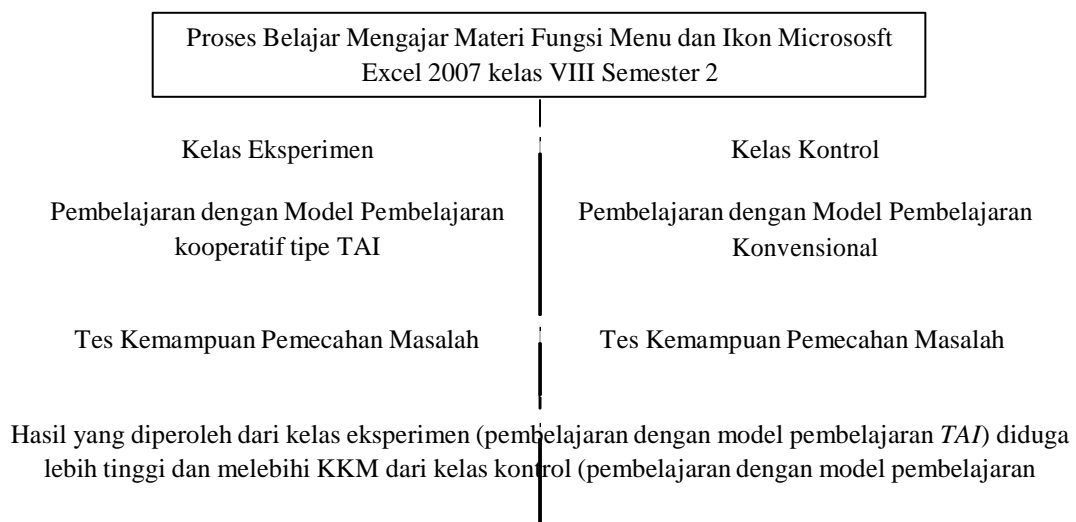 Proses Belajar Mengajar Materi Fungsi Menu dan Ikon Micrososft
Excel 2007 kelas VIII Semester 2
Kelas Eksperimen
Kelas Kontrol
Pembelajaran dengan Model Pembelajaran
kooperatif tipe TAI
Pembelajaran dengan Model Pembelajaran
Konvensional
Tes Kemampuan Pemecahan Masalah
Tes Kemampuan Pemecahan Masalah
Hasil yang diperoleh dari kelas eksperimen (pembelajaran dengan model pembelajaran TAI) diduga
lebih tinggi dan melebihi KKM dari kelas kontrol (pembelajaran dengan model pembelajaran